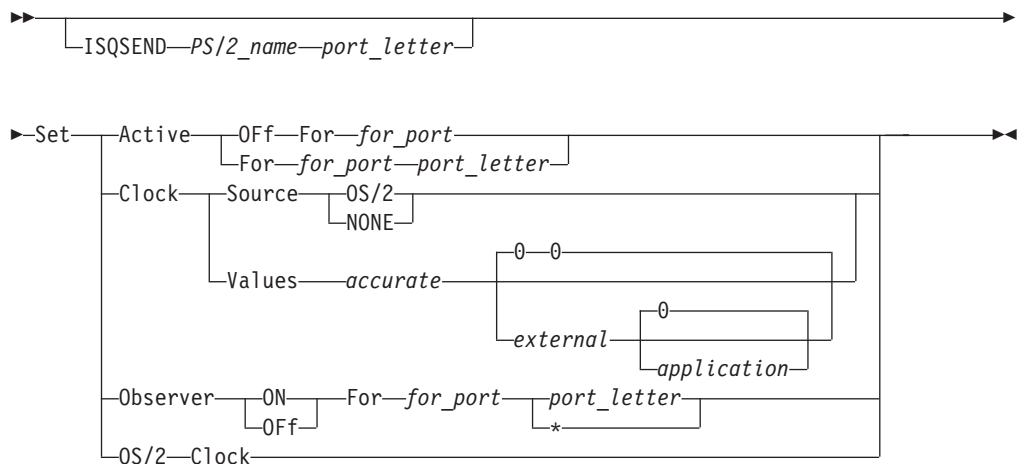 ISQSEND PS/2_name port_letter
Set Active OFf For for_port
For for_port port_letter
Clock Source OS/2
NONE
0 0
Values accurate
0
external
application
Observer ON For for_port port_letter
OFf *
OS/2 Clock